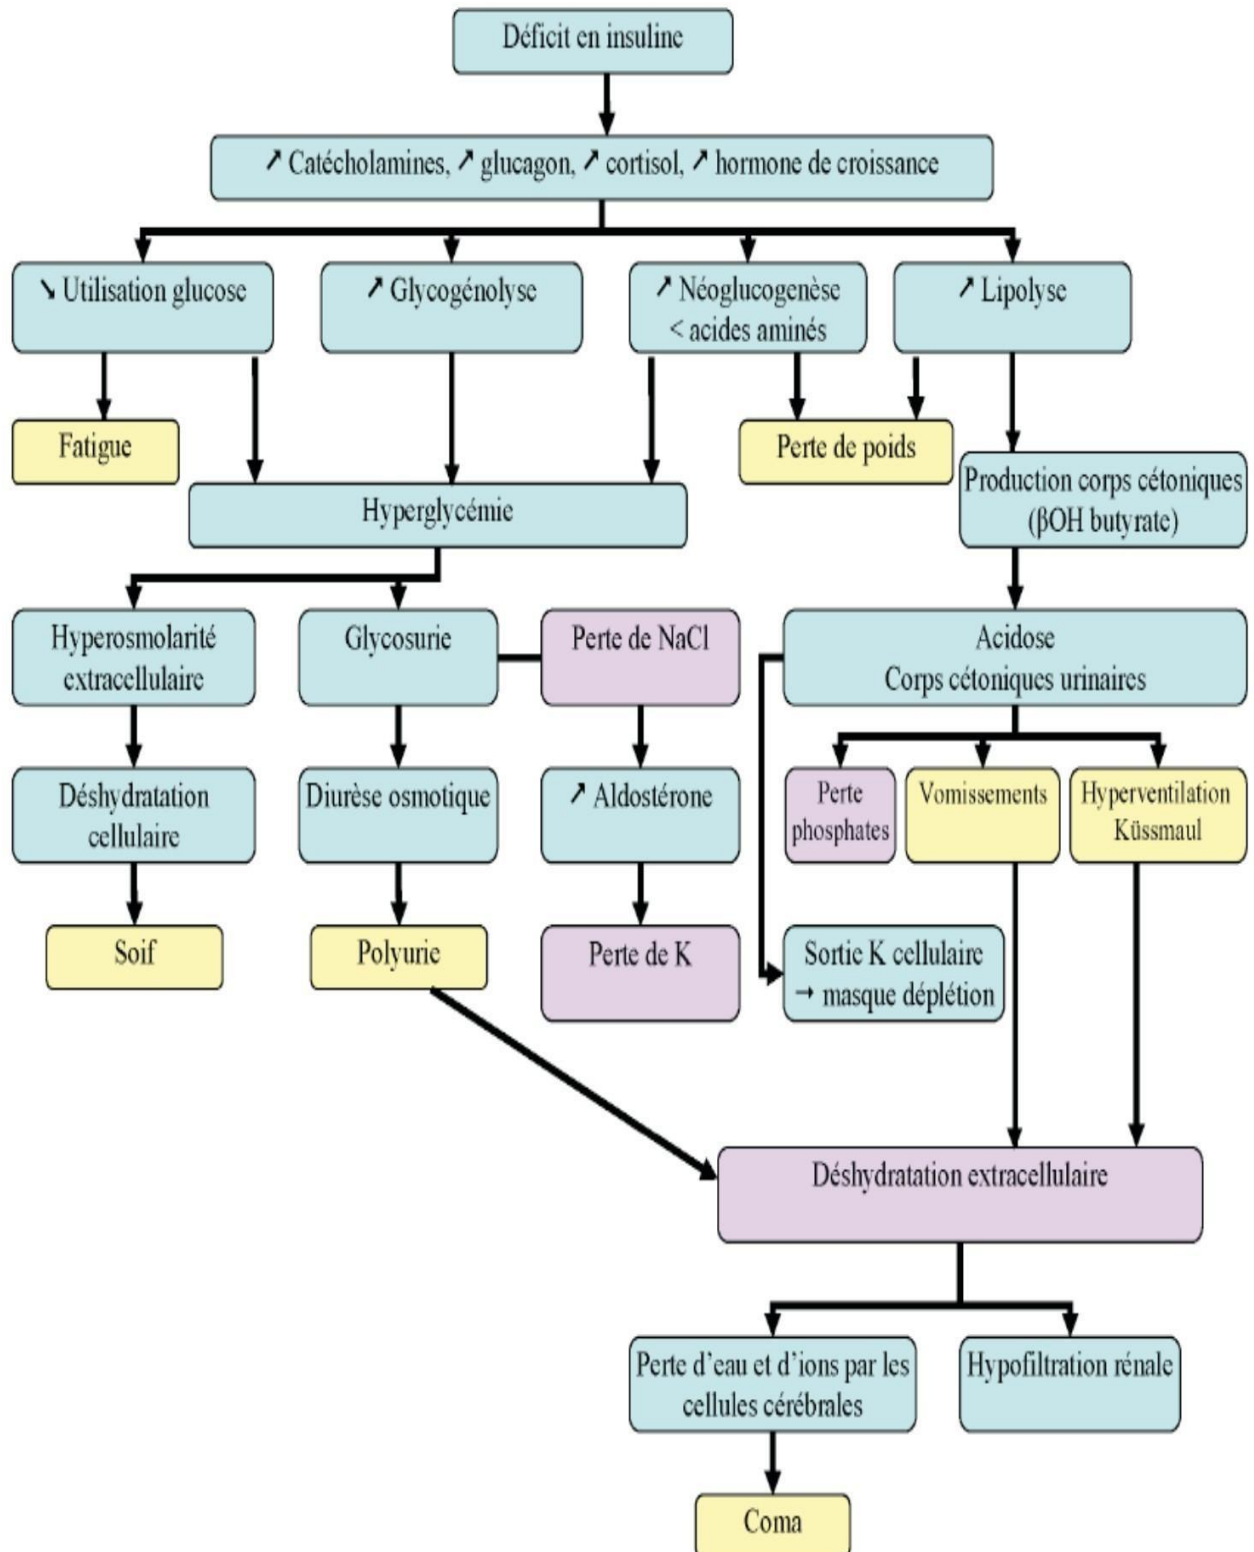 Déficit en insuline
↗ Catécholamines, ↗ glucagon, ↗ cortisol, ↗ hormone de croissance
↘ Utilisation glucose
↗ Glycogénolyse
↗ Néoglucogenèse
< acides aminés
↗ Lipolyse
Fatigue
Perte de poids
Hyperglycémie
Production corps cétoniques
(βOH butyrate)
Hyperosmolarité
extracellulaire
Glycosurie
Perte de NaCl
Acidose
Corps cétoniques urinaires
Déshydratation
cellulaire
Diurèse osmotique
↗ Aldostérone
Perte
phosphates
Vomissements
Hyperventilation
Küssmaul
Soif
Polyurie
Perte de K
Sortie K cellulaire
→ masque déplétion
Déshydratation extracellulaire
Perte d’eau et d’ions par les
cellules cérébrales
Hypofiltration rénale
Coma